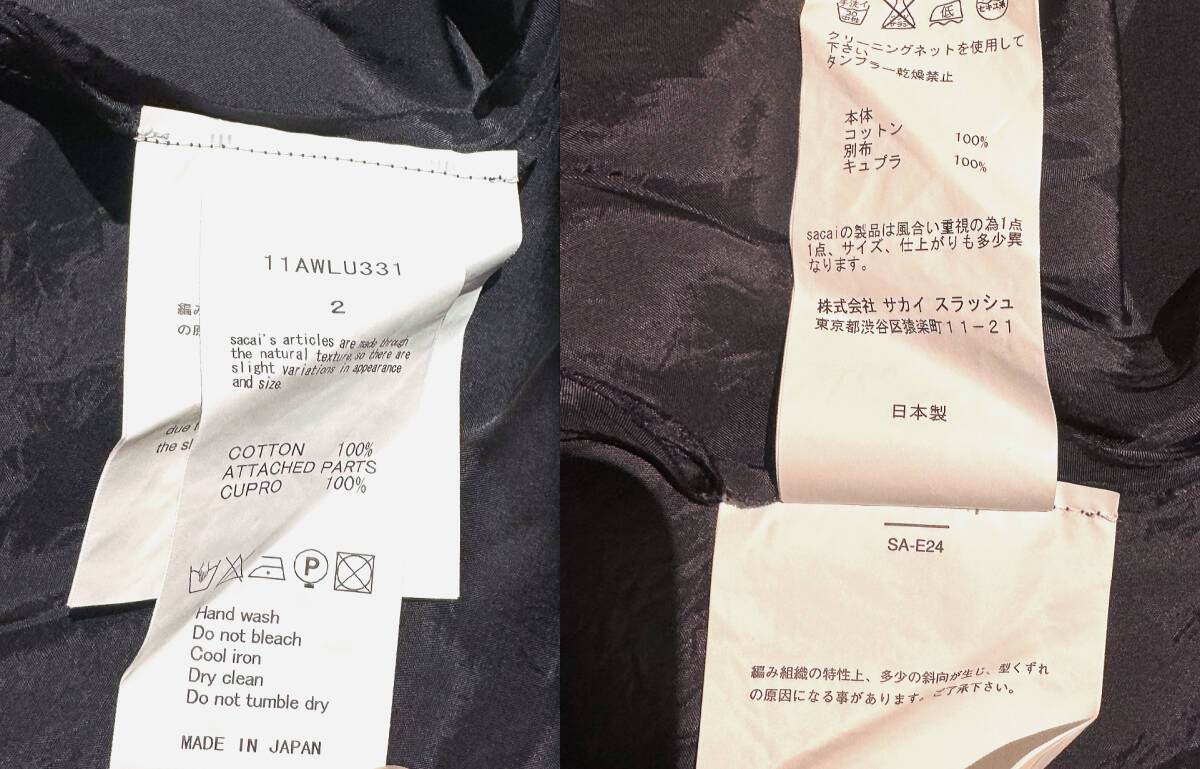 11AWLU331
2
sacai's articles are made through
the natural texture, so there are
slight variations in appearance
and size.
COTTON 100%
ATTACHED PARTS
CUPRO 100%
P
Hand wash
Do not bleach
Cool iron
Dry clean
Do not tumble dry
MADE IN JAPAN
編み
の原
due t
the sl
手洗イ
30
中性
低
クリーニングネットを使用して
下さい
タンブラー乾燥禁止
本体
コットン 100%
別布
キュプラ 100%
sacaiの製品は風合い重視の為1点
1点、サイズ、仕上がりも多少異
なります。
株式会社 サカイ スラッシュ
東京都渋谷区猿楽町11-21
日本製
SA-E24
編み組織の特性上、多少の斜向が生じ、型くずれ
の原因になる事があります。ご了承下さい。